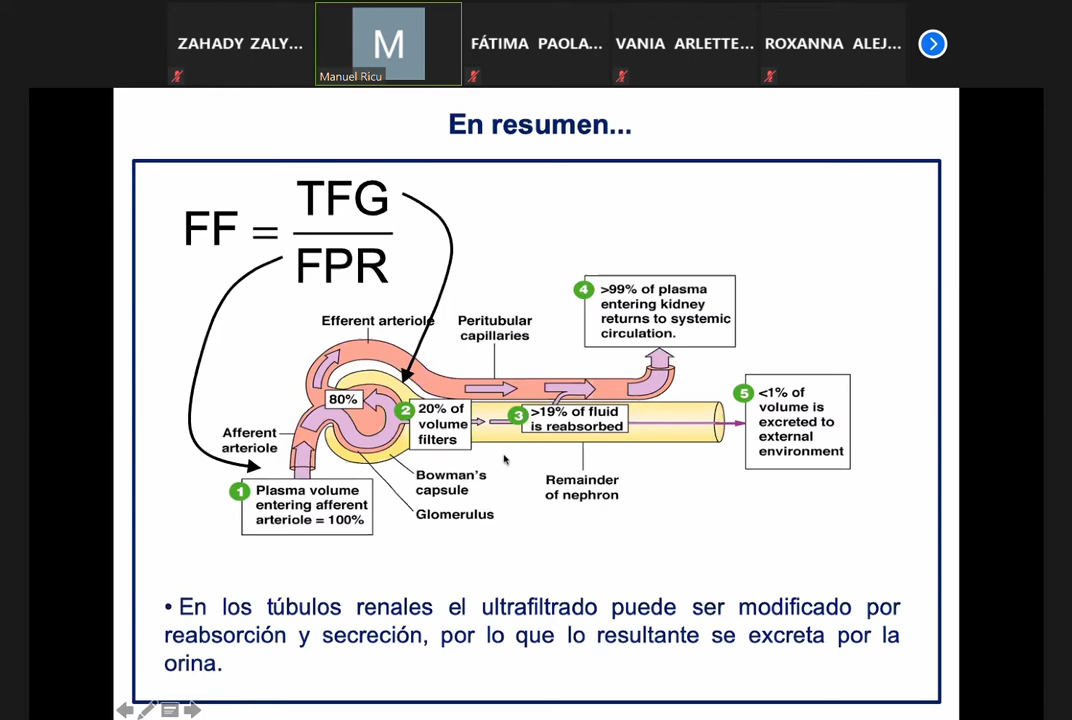 ZAHADY ZALY...
M
Manuel Ricu
FÁTIMA PAOLA...
VANIA ARLETTE...
ROXANNA ALEJ...
En resumen...
FF = TFG
FPR
4 >99% of plasma
entering kidney
returns to systemic
circulation.
Efferent arteriole
Peritubular
capillaries
80%
2 20% of
volume
filters
3 >19% of fluid
is reabsorbed
5 <1% of
volume is
excreted to
external
environment
Afferent
arteriole
Bowman's
capsule
Glomerulus
Remainder
of nephron
1 Plasma volume
entering afferent
arteriole = 100%
• En los túbulos renales el ultrafiltrado puede ser modificado por
reabsorción y secreción, por lo que lo resultante se excreta por la
orina.